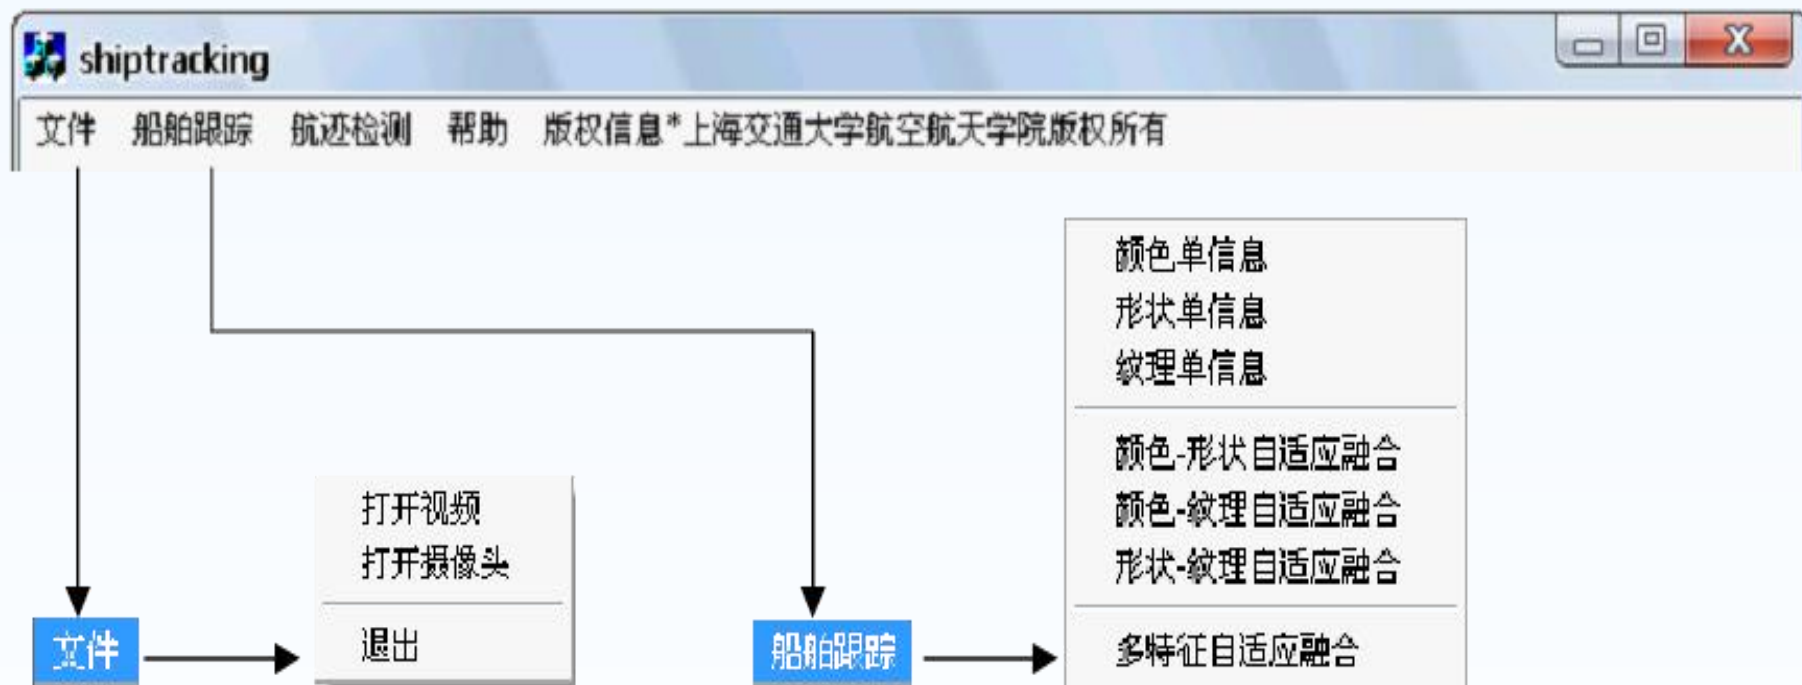 shiptracking
文件 船舶跟踪 航迹检测 帮助 版权信息*上海交通大学航空航天学院版权所有
颜色单信息
形状单信息
纹理单信息
颜色-形状自适应融合
颜色-纹理自适应融合
形状-纹理自适应融合
多特征自适应融合
打开视频
打开摄像头
退出
文件
船舶跟踪